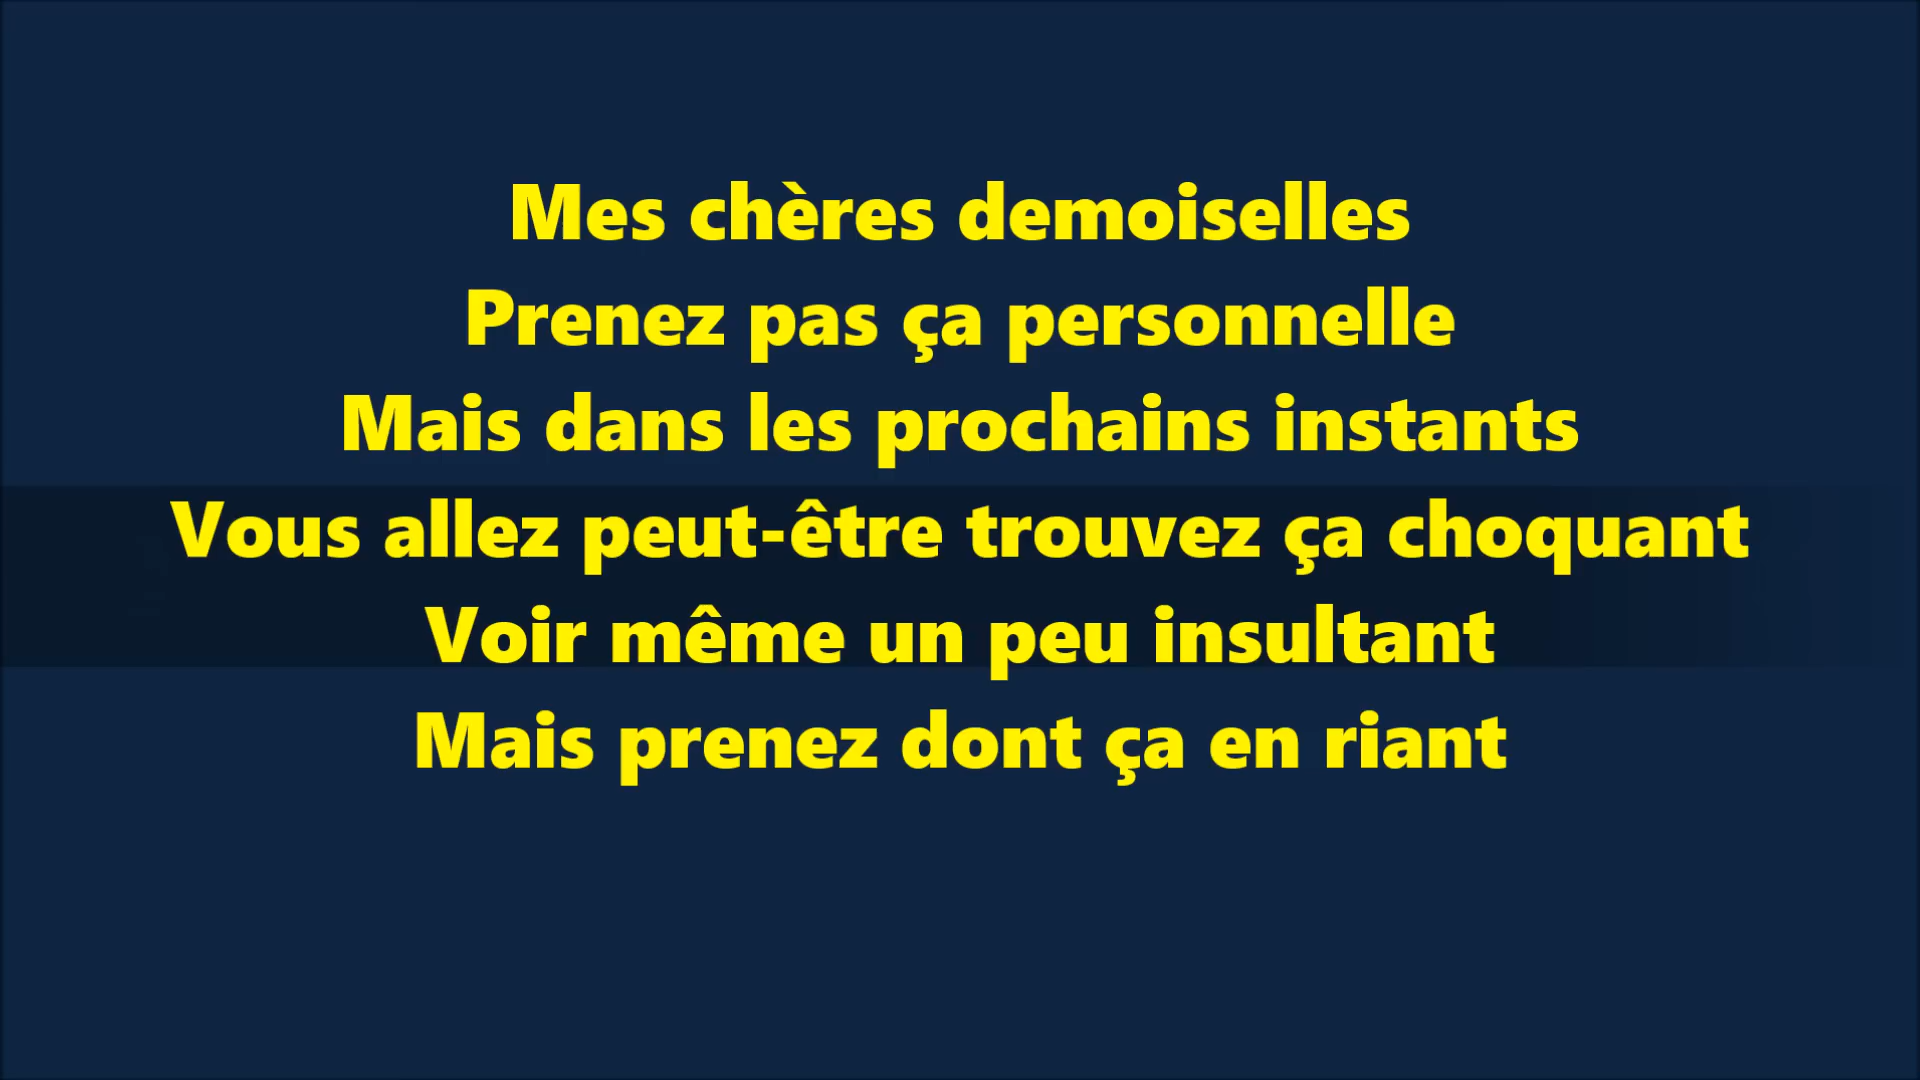 Mes chères demoiselles
Prenez pas ça personnelle
Mais dans les prochains instants
Vous allez peut-être trouvez ça choquant
Voir même un peu insultant
Mais prenez dont ça en riant